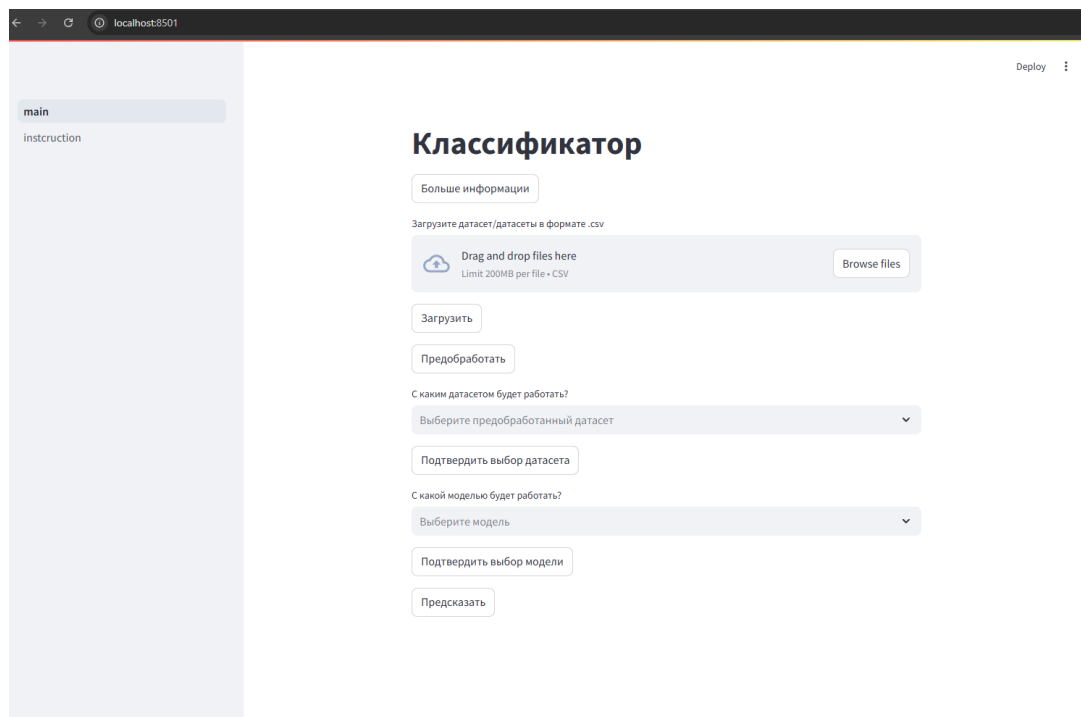 localhost:8501
Deploy
main
instcruction
Классификатор
Больше информации
Загрузите датасет/датасеты в формате .csv
Drag and drop files here
Limit 200MB per file • CSV
Browse files
Загрузить
Предобработать
С каким датасетом будет работать?
Выберите предобработанный датасет
Подтвердить выбор датасета
С какой моделью будет работать?
Выберите модель
Подтвердить выбор модели
Предсказать